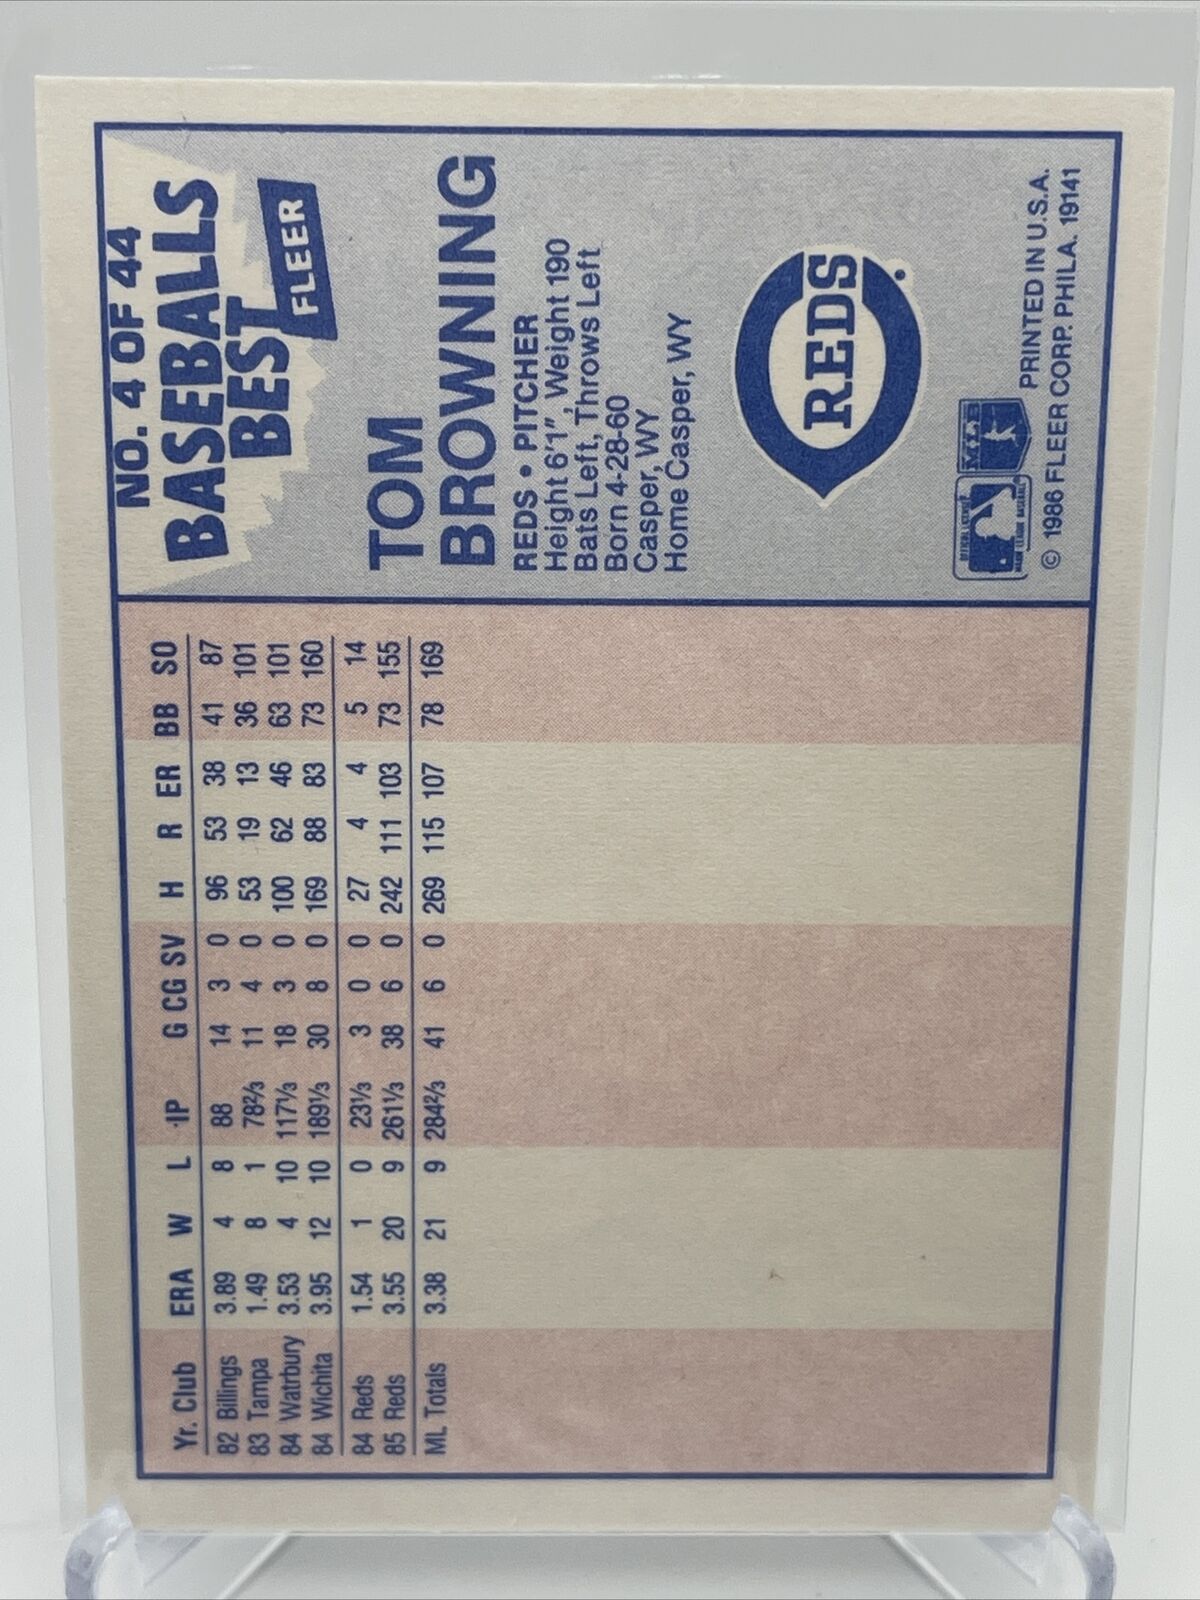 NO. 4 OF 44
BASEBALLS
BEST
FLEER
TOM
BROWNING
REDS • PITCHER
Height 6'1", Weight 190
Bats Left, Throws Left
Born 4-28-60
Casper, WY
Home Casper, WY
REDS
PRINTED IN U.S.A.
© 1986 FLEER CORP. PHILA. 19141
Yr. Club ERA W L IP G CG SV H R ER BB SO
82 Billings 3.89 4 8 88 14 3 0 96 53 38 41 87
83 Tampa 1.49 8 1 78⅔ 11 4 0 53 19 13 36 101
84 Watrbury 3.53 4 10 117⅓ 18 3 0 100 62 46 63 101
84 Wichita 3.95 12 10 189⅓ 30 8 0 169 88 83 73 160
84 Reds 1.54 1 0 23⅓ 3 0 0 27 4 4 5 14
85 Reds 3.55 20 9 261⅓ 38 6 0 242 111 103 73 155
ML Totals 3.38 21 9 284⅔ 41 6 0 269 115 107 78 169